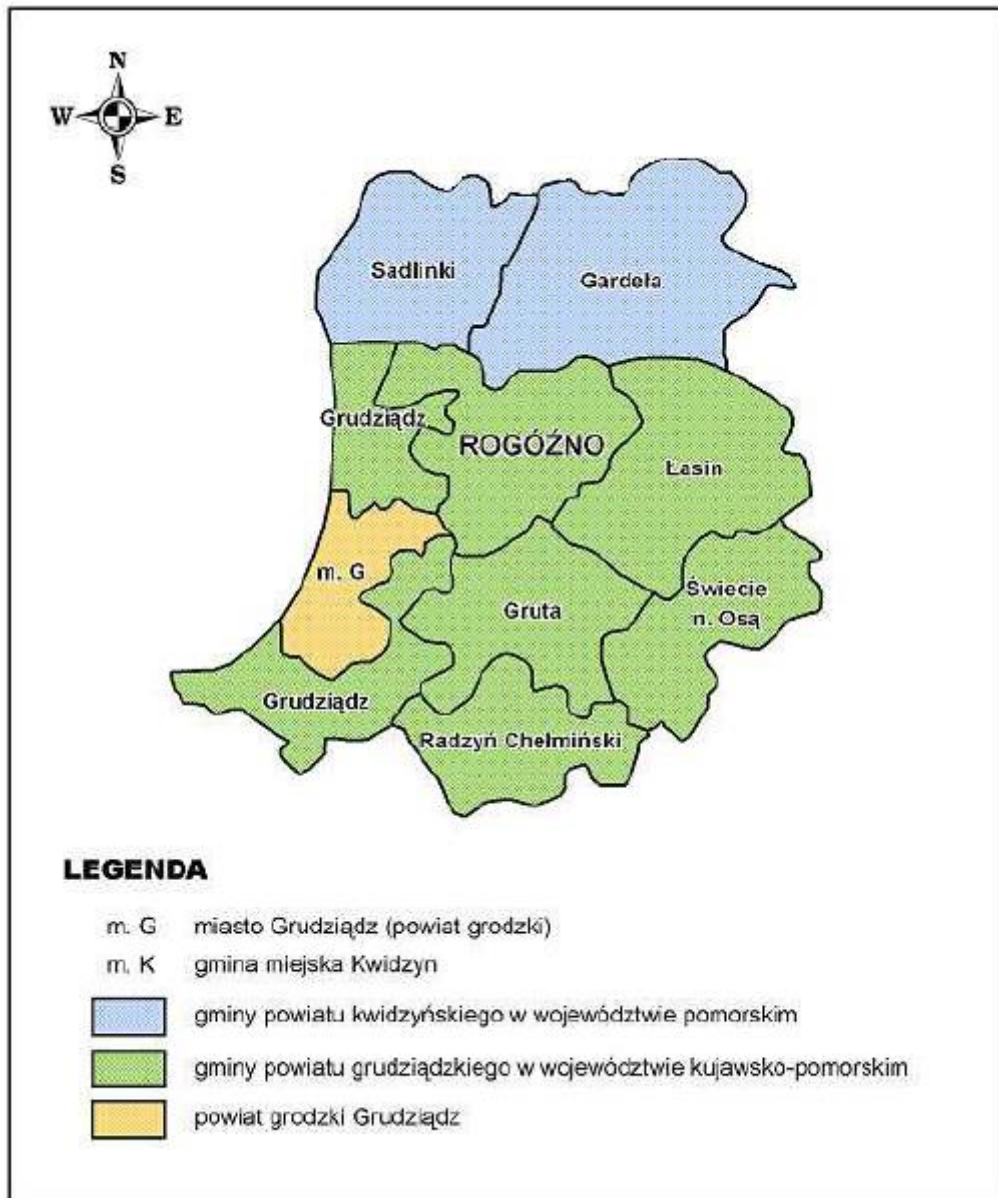 N
W E
S
Sadlinki
Gardeła
Grudziądz
ROGÓŹNO
Łasin
m. G
Gruta
Świecie
n. Osą
Grudziądz
Radzyń Chełmiński
LEGENDA
m. G miasto Grudziądz (powiat grodzki)
m. K gmina miejska Kwidzyn
gminy powiatu kwidzyńskiego w województwie pomorskim
gminy powiatu grudziądzkiego w województwie kujawsko-pomorskim
powiat grodzki Grudziądz